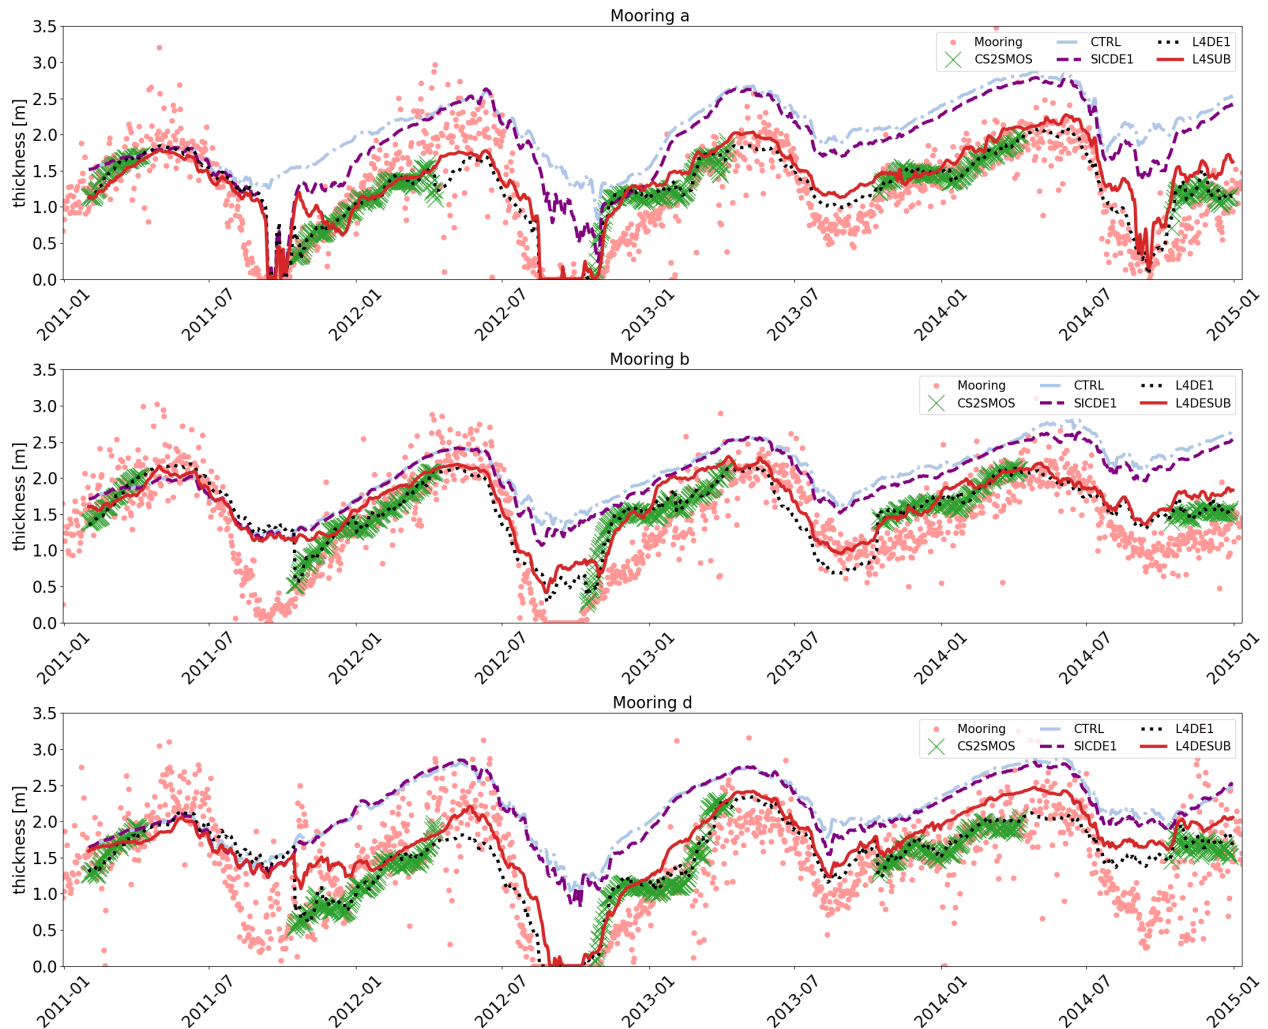 Mooring a
thickness [m]
3.5
3.0
2.5
2.0
1.5
1.0
0.5
0.0
Mooring CTRL L4DE1
CS2SMOS SICDE1 L4SUB
2011-01 2011-07 2012-01 2012-07 2013-01 2013-07 2014-01 2014-07 2015-01
Mooring b
thickness [m]
3.5
3.0
2.5
2.0
1.5
1.0
0.5
0.0
Mooring CTRL L4DE1
CS2SMOS SICDE1 L4DESUB
2011-01 2011-07 2012-01 2012-07 2013-01 2013-07 2014-01 2014-07 2015-01
Mooring d
thickness [m]
3.5
3.0
2.5
2.0
1.5
1.0
0.5
0.0
Mooring CTRL L4DE1
CS2SMOS SICDE1 L4DESUB
2011-01 2011-07 2012-01 2012-07 2013-01 2013-07 2014-01 2014-07 2015-01